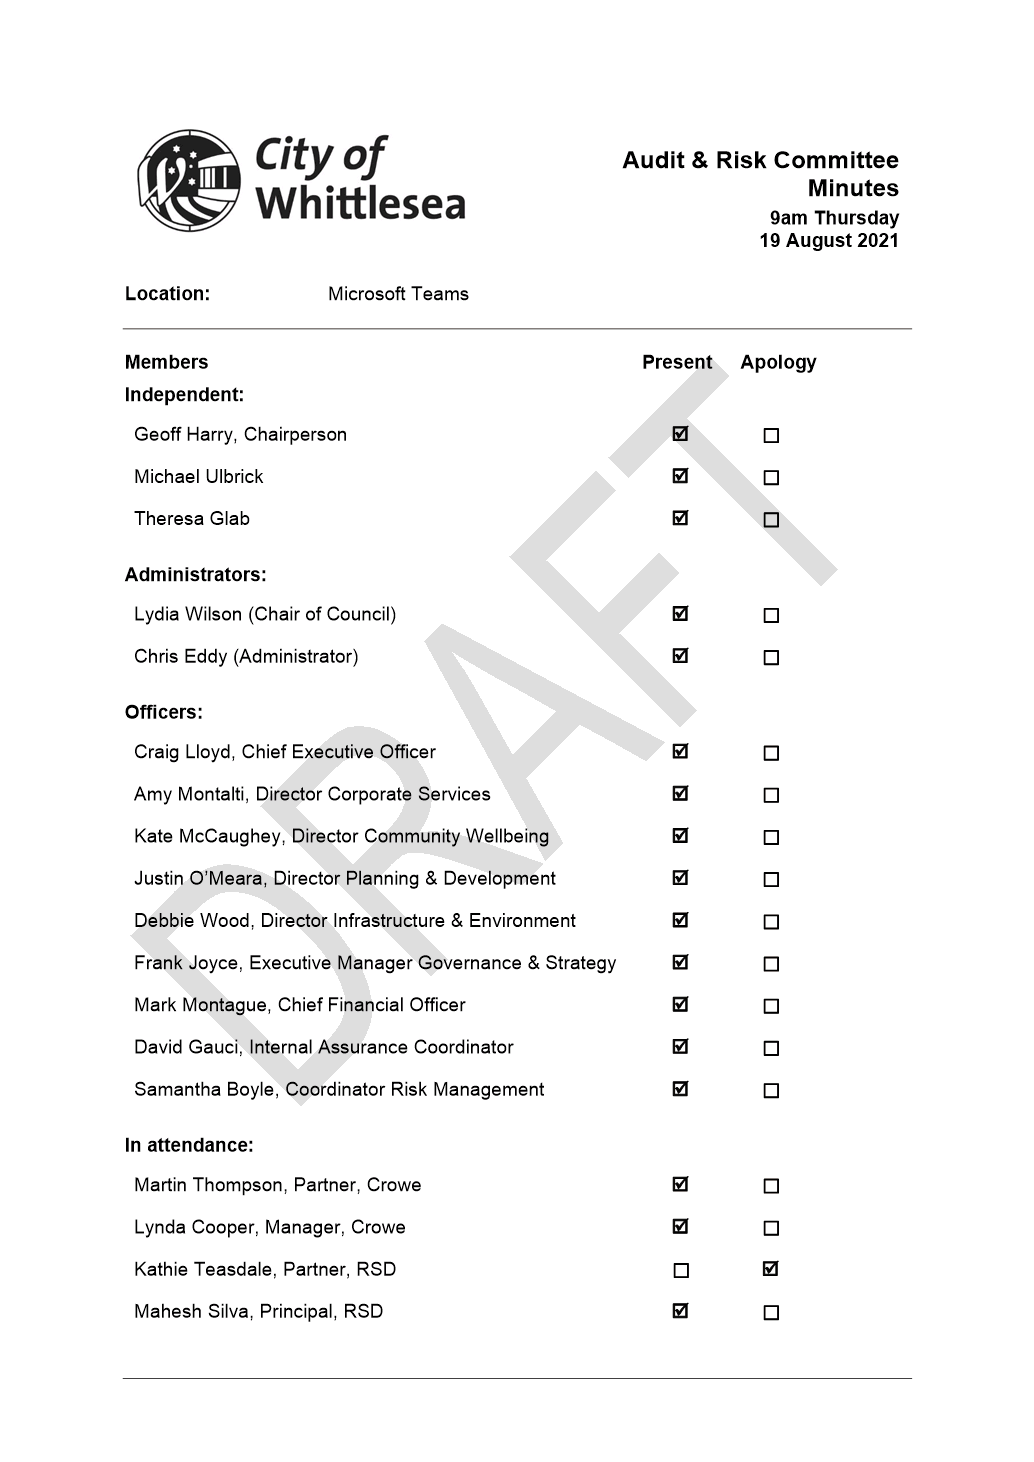 City of
Whittlesea
Audit & Risk Committee
Minutes
9am Thursday
19 August 2021
Location: Microsoft Teams
Members Present Apology
Independent:
Geoff Harry, Chairperson ☑ ☐
Michael Ulbrick ☑ ☐
Theresa Glab ☑ ☐
Administrators:
Lydia Wilson (Chair of Council) ☑ ☐
Chris Eddy (Administrator) ☑ ☐
Officers:
Craig Lloyd, Chief Executive Officer ☑ ☐
Amy Montalti, Director Corporate Services ☑ ☐
Kate McCaughey, Director Community Wellbeing ☑ ☐
Justin O’Meara, Director Planning & Development ☑ ☐
Debbie Wood, Director Infrastructure & Environment ☑ ☐
Frank Joyce, Executive Manager Governance & Strategy ☑ ☐
Mark Montague, Chief Financial Officer ☑ ☐
David Gauci, Internal Assurance Coordinator ☑ ☐
Samantha Boyle, Coordinator Risk Management ☑ ☐
In attendance:
Martin Thompson, Partner, Crowe ☑ ☐
Lynda Cooper, Manager, Crowe ☑ ☐
Kathie Teasdale, Partner, RSD ☐ ☑
Mahesh Silva, Principal, RSD ☑ ☐
DRAFT